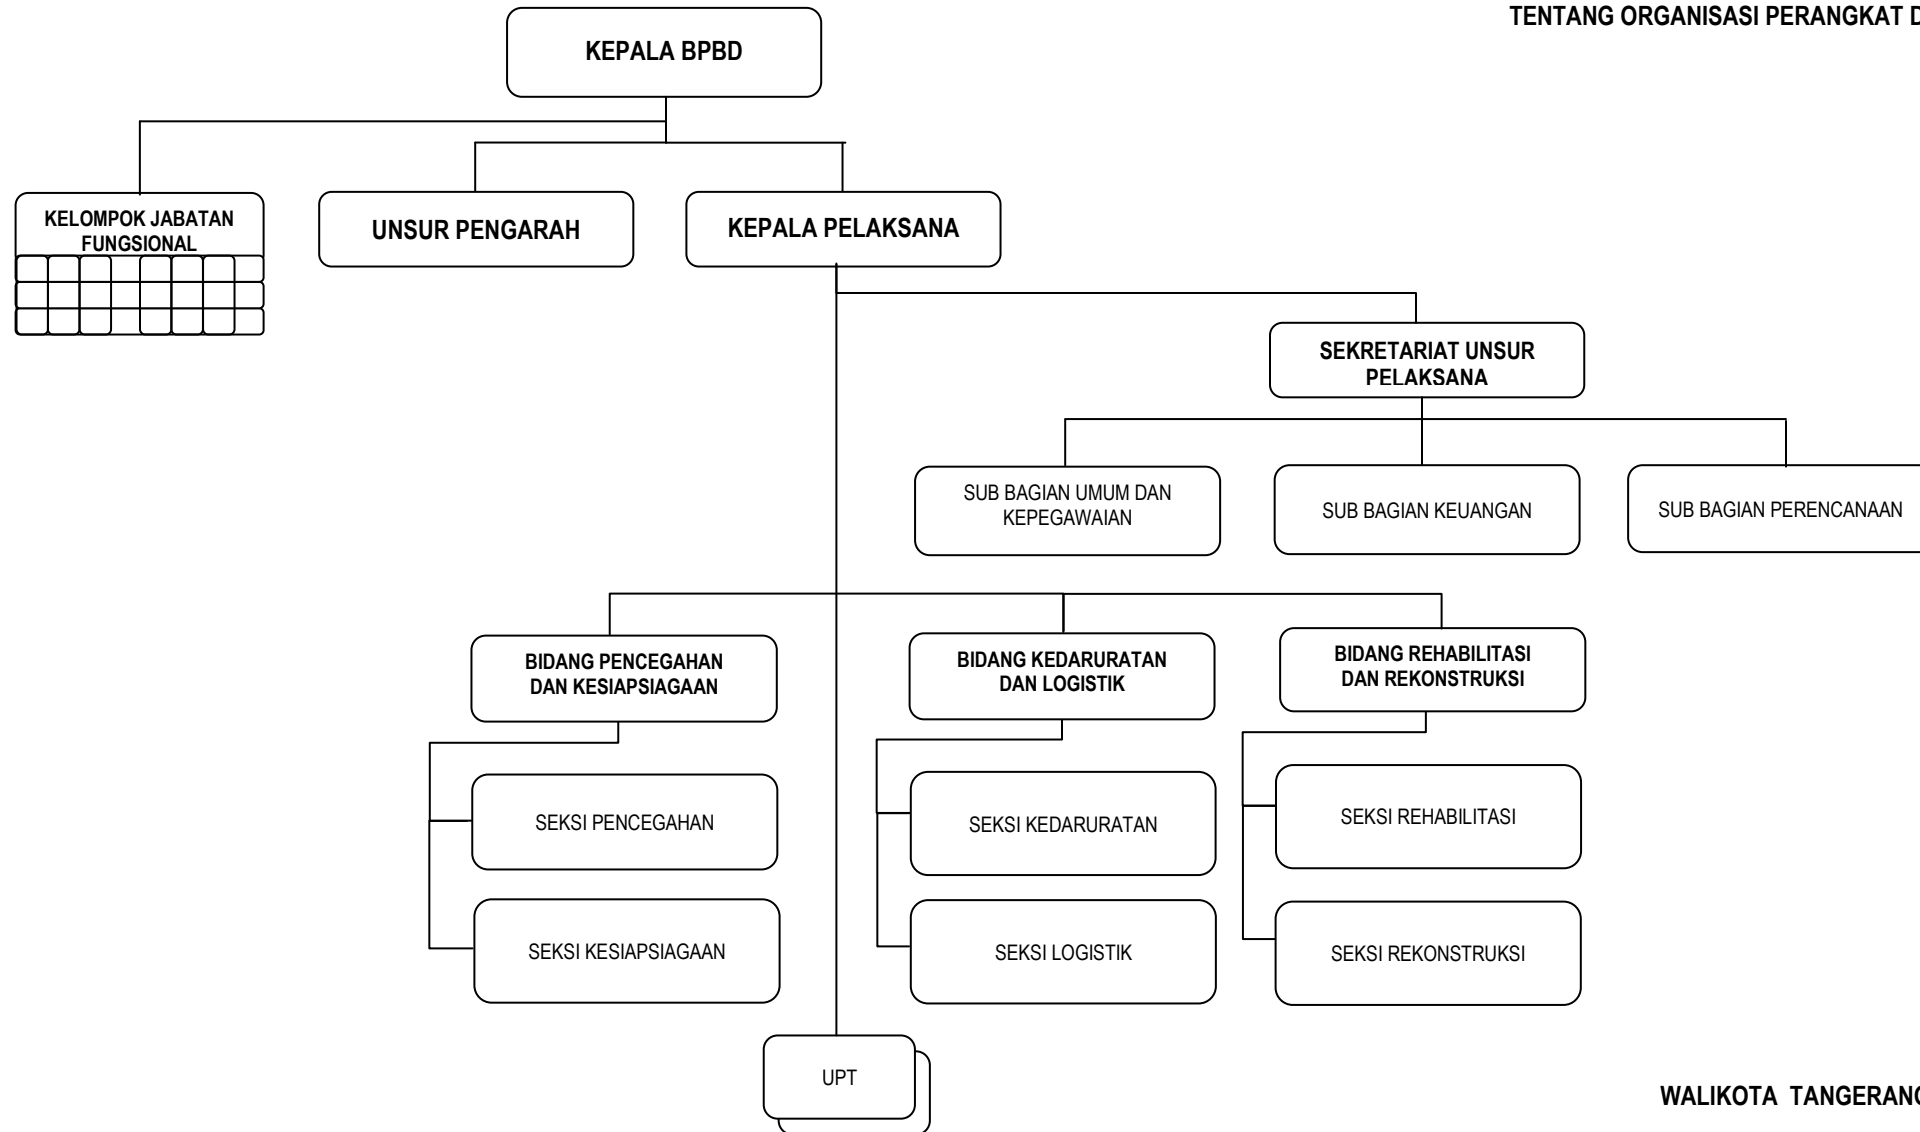 TENTANG ORGANISASI PERANGKAT
KEPALA BPBD
KELOMPOK JABATAN
FUNGSIONAL
UNSUR PENGARAH
KEPALA PELAKSANA
SEKRETARIAT UNSUR
PELAKSANA
SUB BAGIAN UMUM DAN
KEPEGAWAIAN
SUB BAGIAN KEUANGAN
SUB BAGIAN PERENCANAAN
BIDANG PENCEGAHAN
DAN KESIAPSIAGAAN
BIDANG KEDARURATAN
DAN LOGISTIK
BIDANG REHABILITASI
DAN REKONSTRUKSI
SEKSI PENCEGAHAN
SEKSI KEDARURATAN
SEKSI REHABILITASI
SEKSI KESIAPSIAGAAN
SEKSI LOGISTIK
SEKSI REKONSTRUKSI
UPT
WALIKOTA TANGERANG